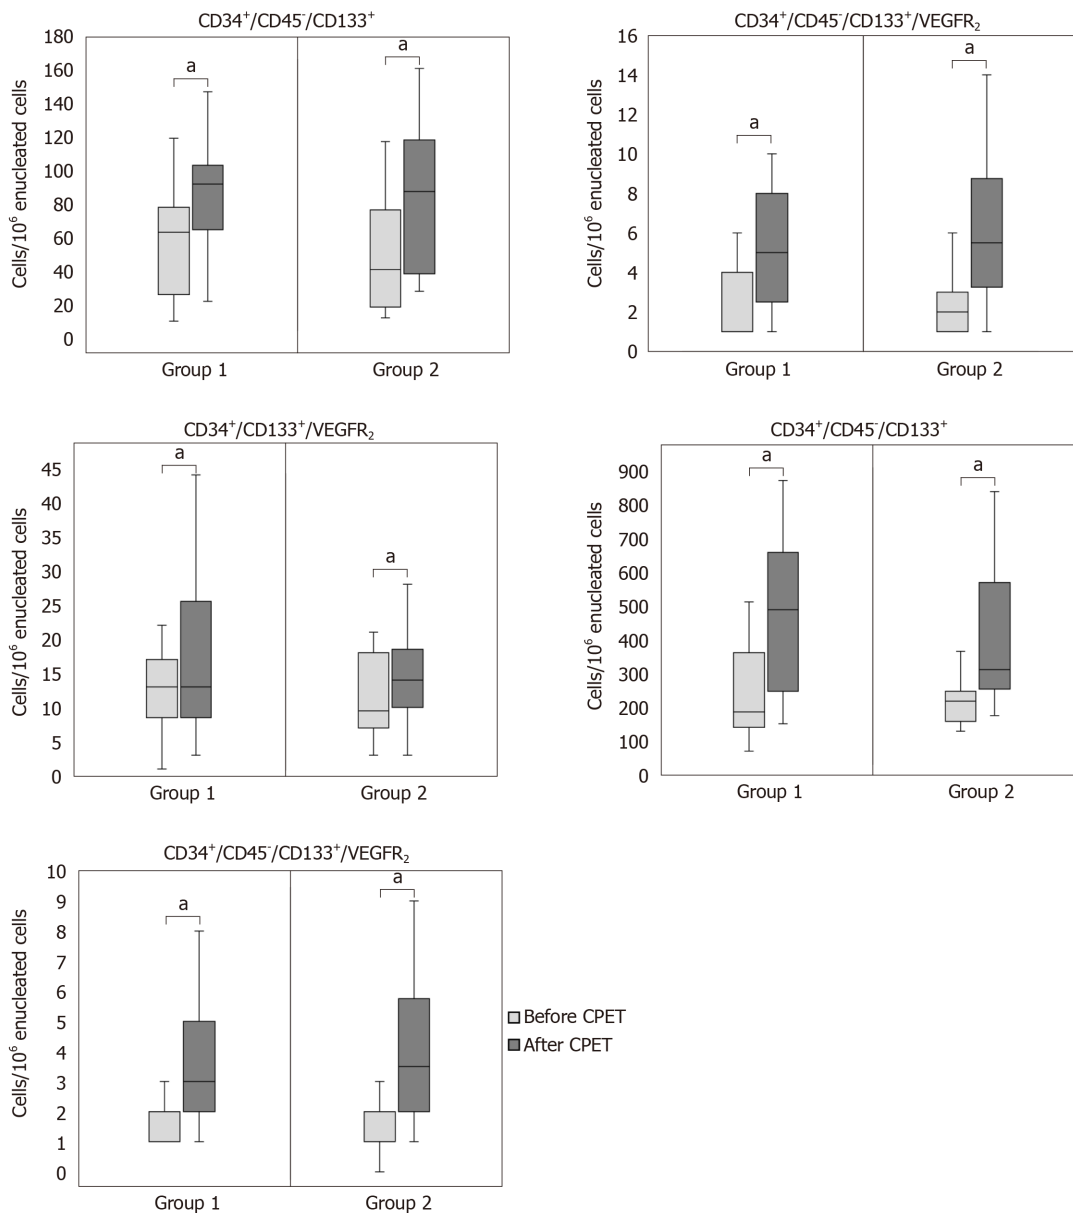 CD34⁺/CD45⁻/CD133⁺
Cells/10⁶ enucleated cells
180
160
140
120
100
80
60
40
20
0
a
a
Group 1
Group 2
CD34⁺/CD45⁻/CD133⁺/VEGFR₂
Cells/10⁶ enucleated cells
16
14
12
10
8
6
4
2
0
a
a
Group 1
Group 2
CD34⁺/CD133⁺/VEGFR₂
Cells/10⁶ enucleated cells
45
40
35
30
25
20
15
10
5
0
a
a
Group 1
Group 2
CD34⁺/CD45⁻/CD133⁺
Cells/10⁶ enucleated cells
900
800
700
600
500
400
300
200
100
0
a
a
Group 1
Group 2
CD34⁺/CD45⁻/CD133⁺/VEGFR₂
Cells/10⁶ enucleated cells
10
9
8
7
6
5
4
3
2
1
0
a
a
Group 1
Group 2
Before CPET
After CPET